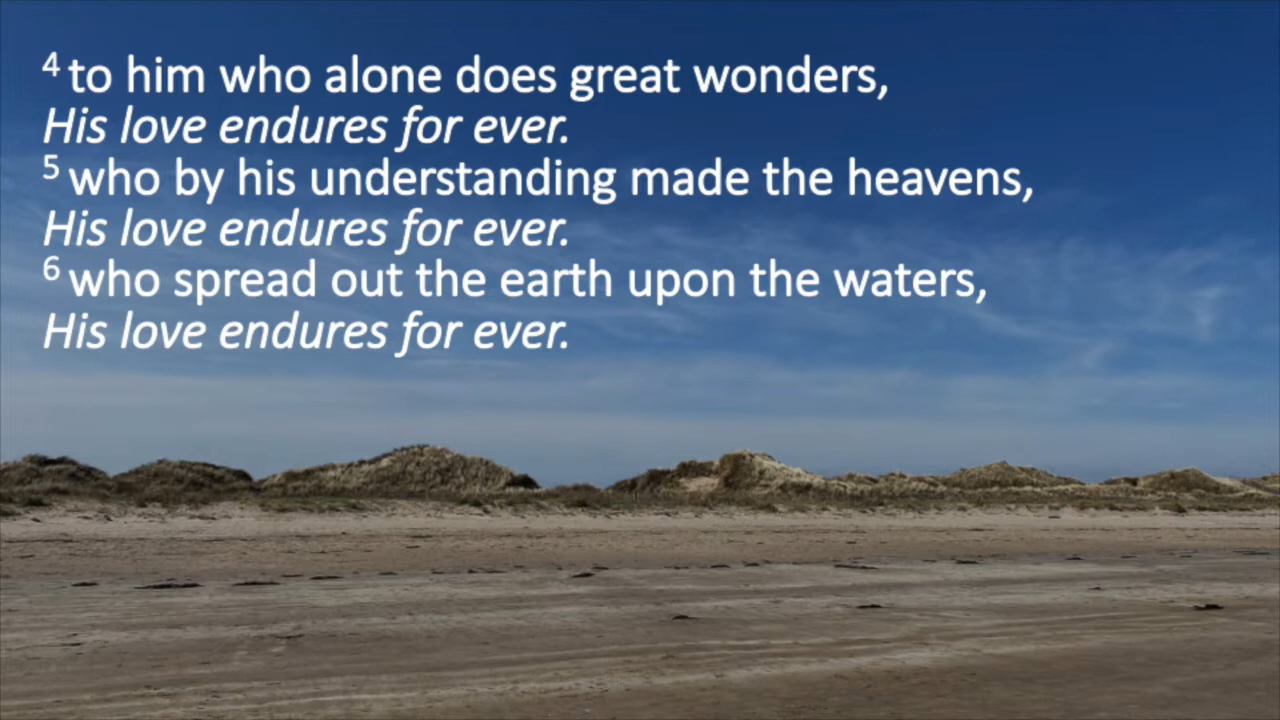 4 to him who alone does great wonders,
His love endures for ever.
5 who by his understanding made the heavens,
His love endures for ever.
6 who spread out the earth upon the waters,
His love endures for ever.